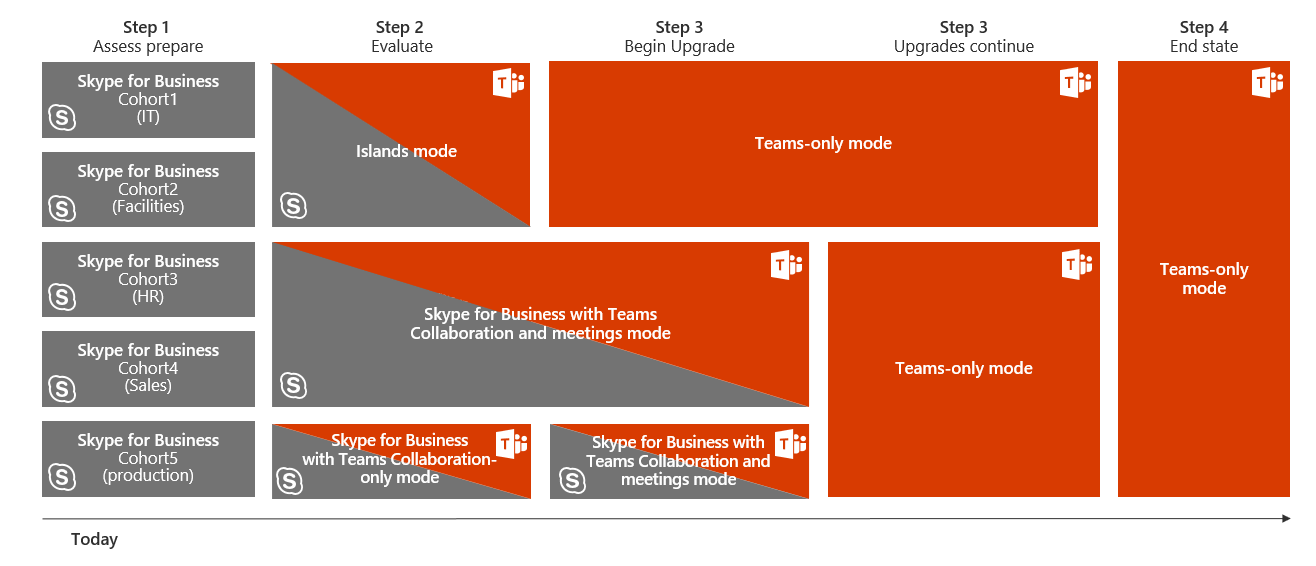 Step 1
Assess prepare
Step 2
Evaluate
Step 3
Begin Upgrade
Step 3
Upgrades continue
Step 4
End state
Skype for Business
Cohort1
(IT)
S
Skype for Business
Cohort2
(Facilities)
S
Skype for Business
Cohort3
(HR)
S
Skype for Business
Cohort4
(Sales)
S
Skype for Business
Cohort5
(production)
S
T
Islands mode
S
T
Teams-only mode
T
Skype for Business with Teams
Collaboration and meetings mode
S
T
Skype for Business
with Teams Collaboration-
only mode
S
T
Skype for Business with
Teams Collaboration and
meetings mode
S
T
Teams-only mode
T
Teams-only
mode
Today